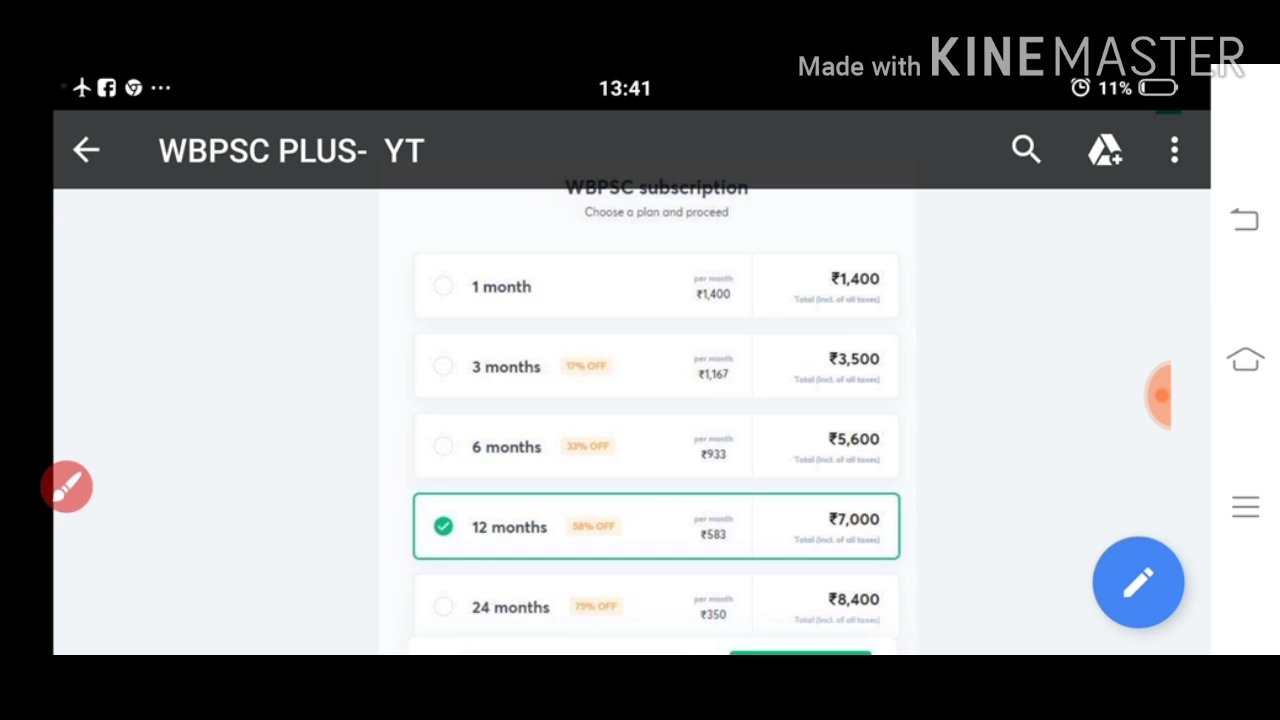 Made with KINEMASTER
13:41
11%
WBPSC PLUS- YT
WBPSC subscription
Choose a plan and proceed
1 month
per month
₹1,400
₹1,400
Total (Incl. of all taxes)
3 months
17% OFF
per month
₹1,167
₹3,500
Total (Incl. of all taxes)
6 months
33% OFF
per month
₹933
₹5,600
Total (Incl. of all taxes)
12 months
58% OFF
per month
₹583
₹7,000
Total (Incl. of all taxes)
24 months
75% OFF
per month
₹350
₹8,400
Total (Incl. of all taxes)